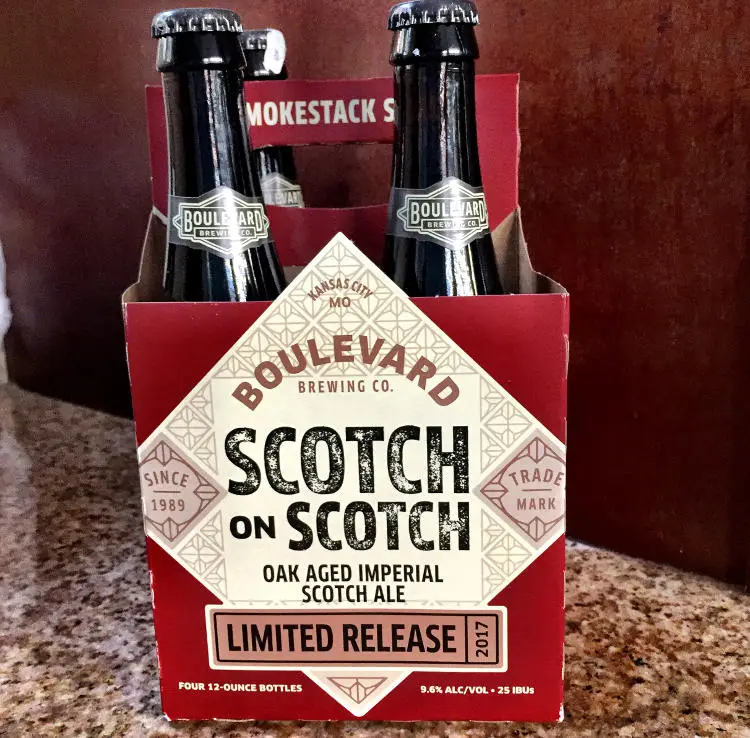 MOKESTACK S
BOULEVARD
BREWING CO.
BOULEVARD
BREWING CO.
KANSAS CITY
MO
BOULEVARD
BREWING CO.
SCOTCH
ON SCOTCH
SINCE
1989
TRADE
MARK
OAK AGED IMPERIAL
SCOTCH ALE
LIMITED RELEASE 2017
FOUR 12-OUNCE BOTTLES
9.6% ALC/VOL • 25 IBUs